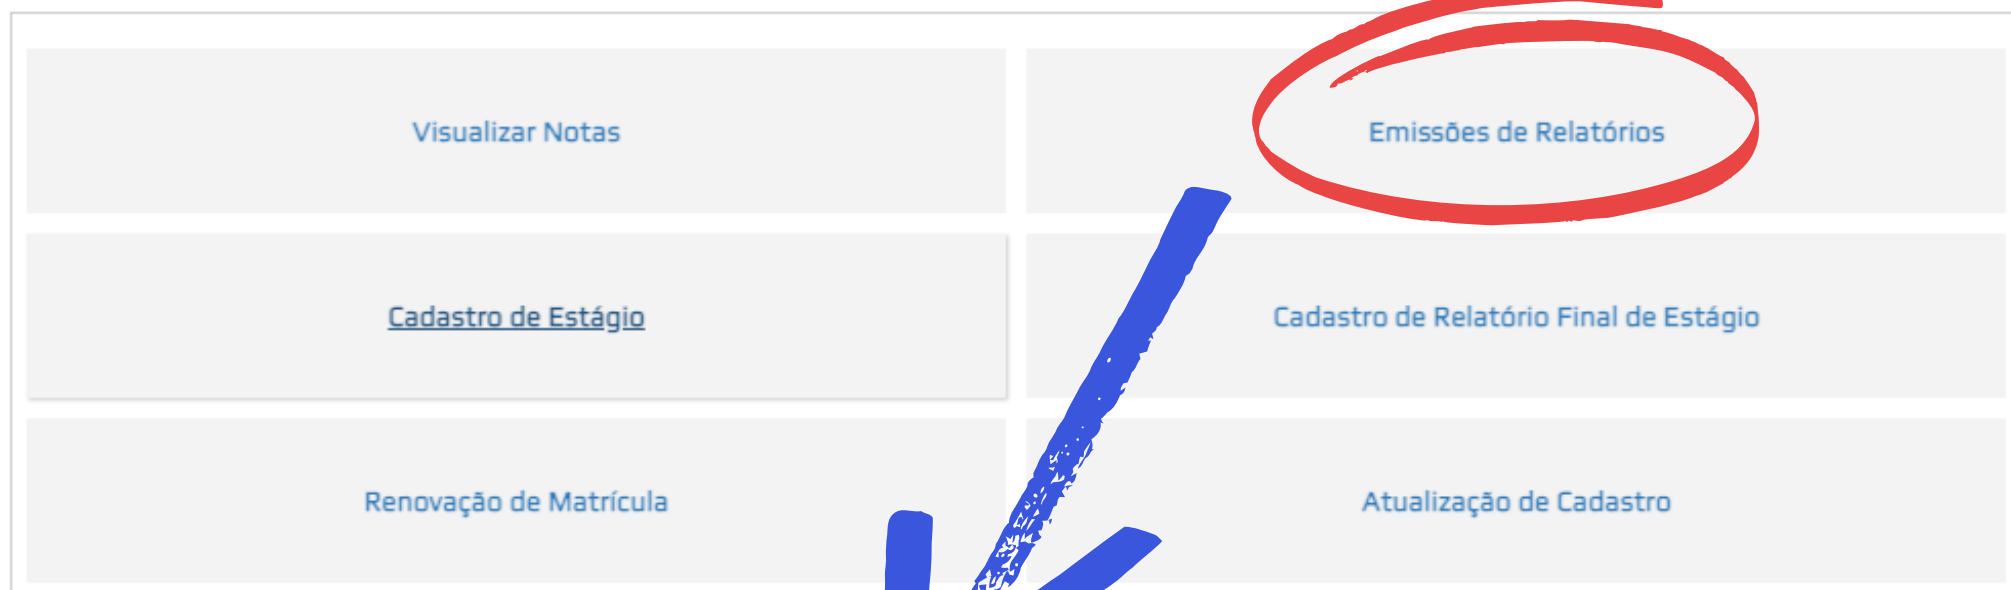 Visualizar Notas
Emissões de Relatórios
Cadastro de Estágio
Cadastro de Relatório Final de Estágio
Renovação de Matrícula
Atualização de Cadastro